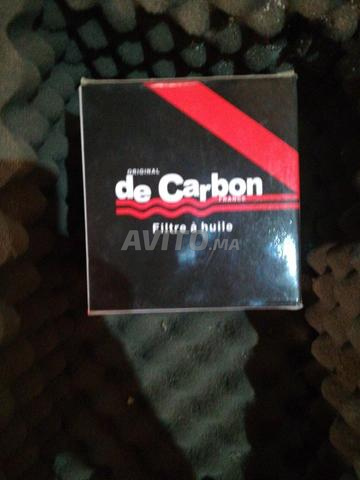 ORIGINAL
de Carbon
FRANCE
AVITO.MA
Filtre à huile